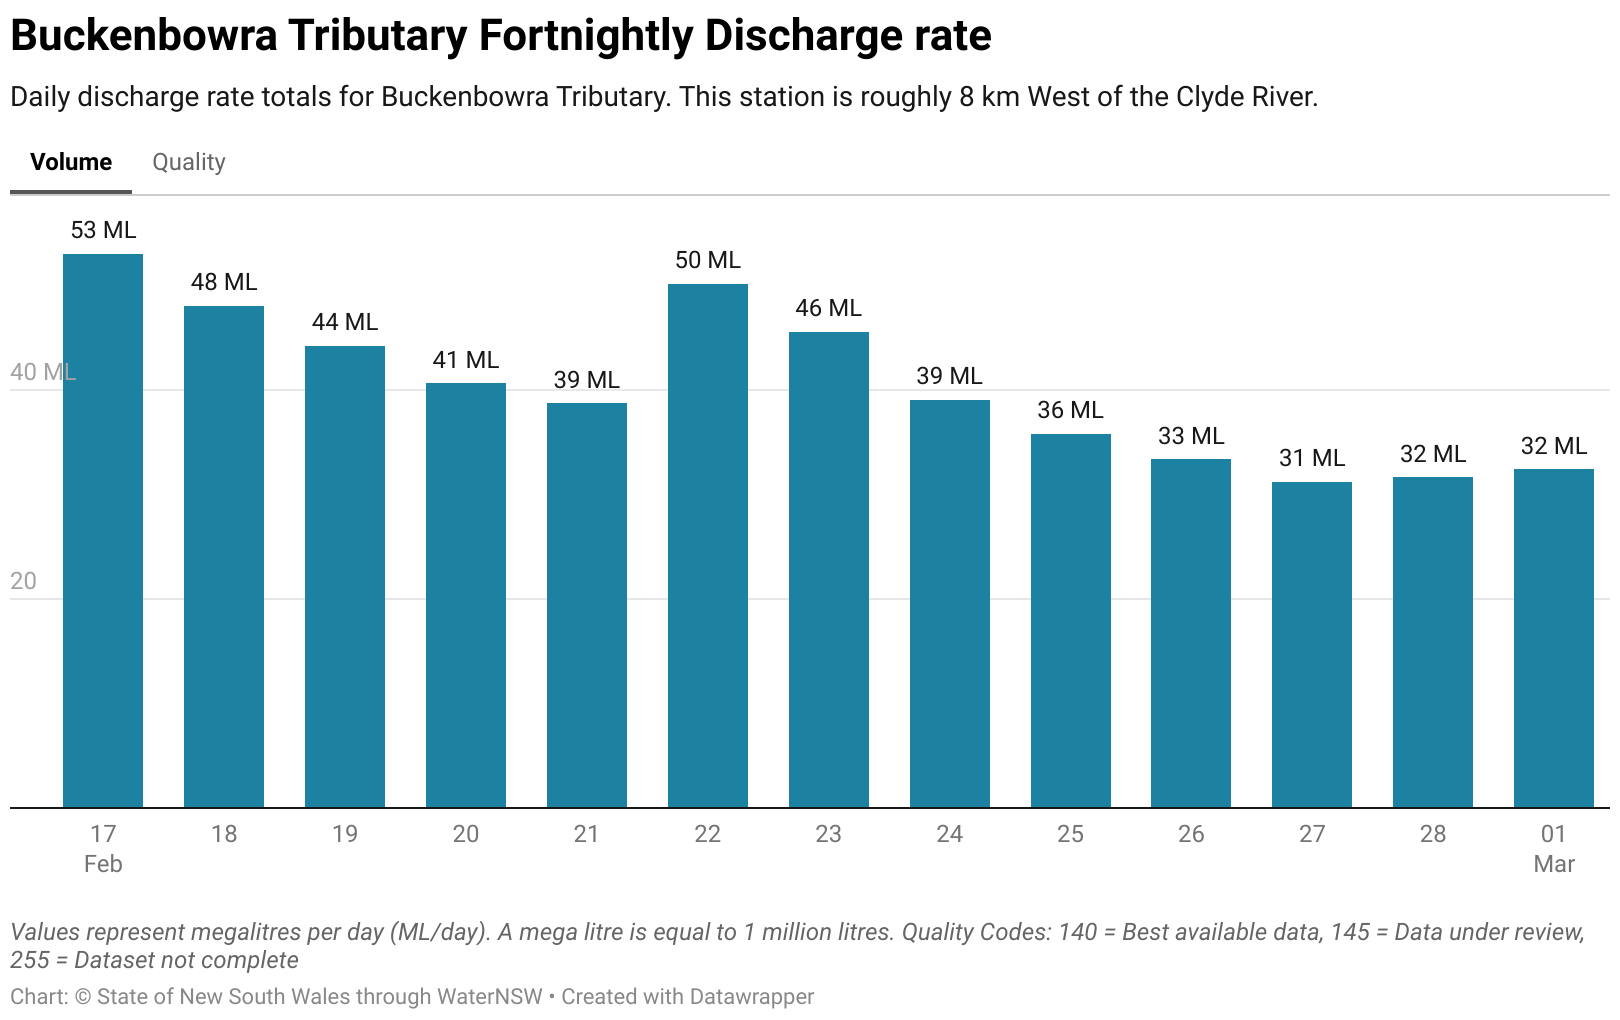 Buckenbowra Tributary Fortnightly Discharge rate
Daily discharge rate totals for Buckenbowra Tributary. This station is roughly 8 km West of the Clyde River.
Volume Quality
53 ML
48 ML
44 ML
41 ML
39 ML
50 ML
46 ML
39 ML
36 ML
33 ML
31 ML
32 ML
32 ML
40 ML
20
17 18 19 20 21 22 23 24 25 26 27 28 01
Feb Mar
Values represent megalitres per day (ML/day). A mega litre is equal to 1 million litres. Quality Codes: 140 = Best available data, 145 = Data under review,
255 = Dataset not complete
Chart: © State of New South Wales through WaterNSW • Created with Datawrapper